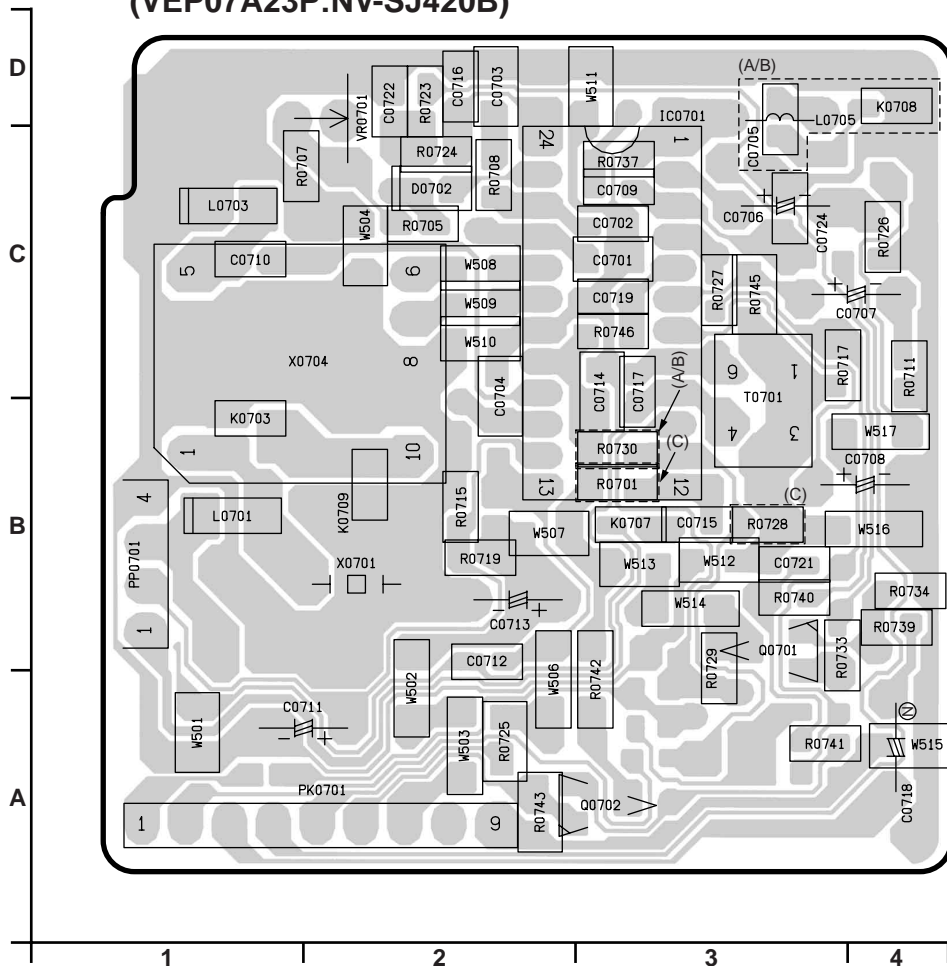 (VEP07A23P.NV-SJ420B)
D
C
B
A
1
2
3
4
VR0701
C0722
R0723
C0716
C0703
W511
IC0701
(A/B)
L0705
K0708
C0705
R0707
R0724
R0708
24
1
R0737
D0702
C0709
L0703
W504
R0705
C0702
C0706
C0724
R0726
5
C0710
6
W508
C0701
R0727
R0745
W509
C0719
C0707
W510
R0746
X0704
8
C0704
C0714
C0717
(A/B)
6
1
T0701
R0717
R0711
K0703
1
10
R0730
(C)
4
3
W517
C0708
13
R0701
12
4
L0701
K0709
R0715
W507
K0707
C0715
R0728
(C)
W516
PP0701
X0701
R0719
W513
W512
C0721
R0734
1
C0713
W514
R0740
R0739
C0712
W502
W506
R0742
R0729
Q0701
R0733
W501
C0711
W503
R0725
R0741
N
W515
C0718
PK0701
1
9
R0743
Q0702